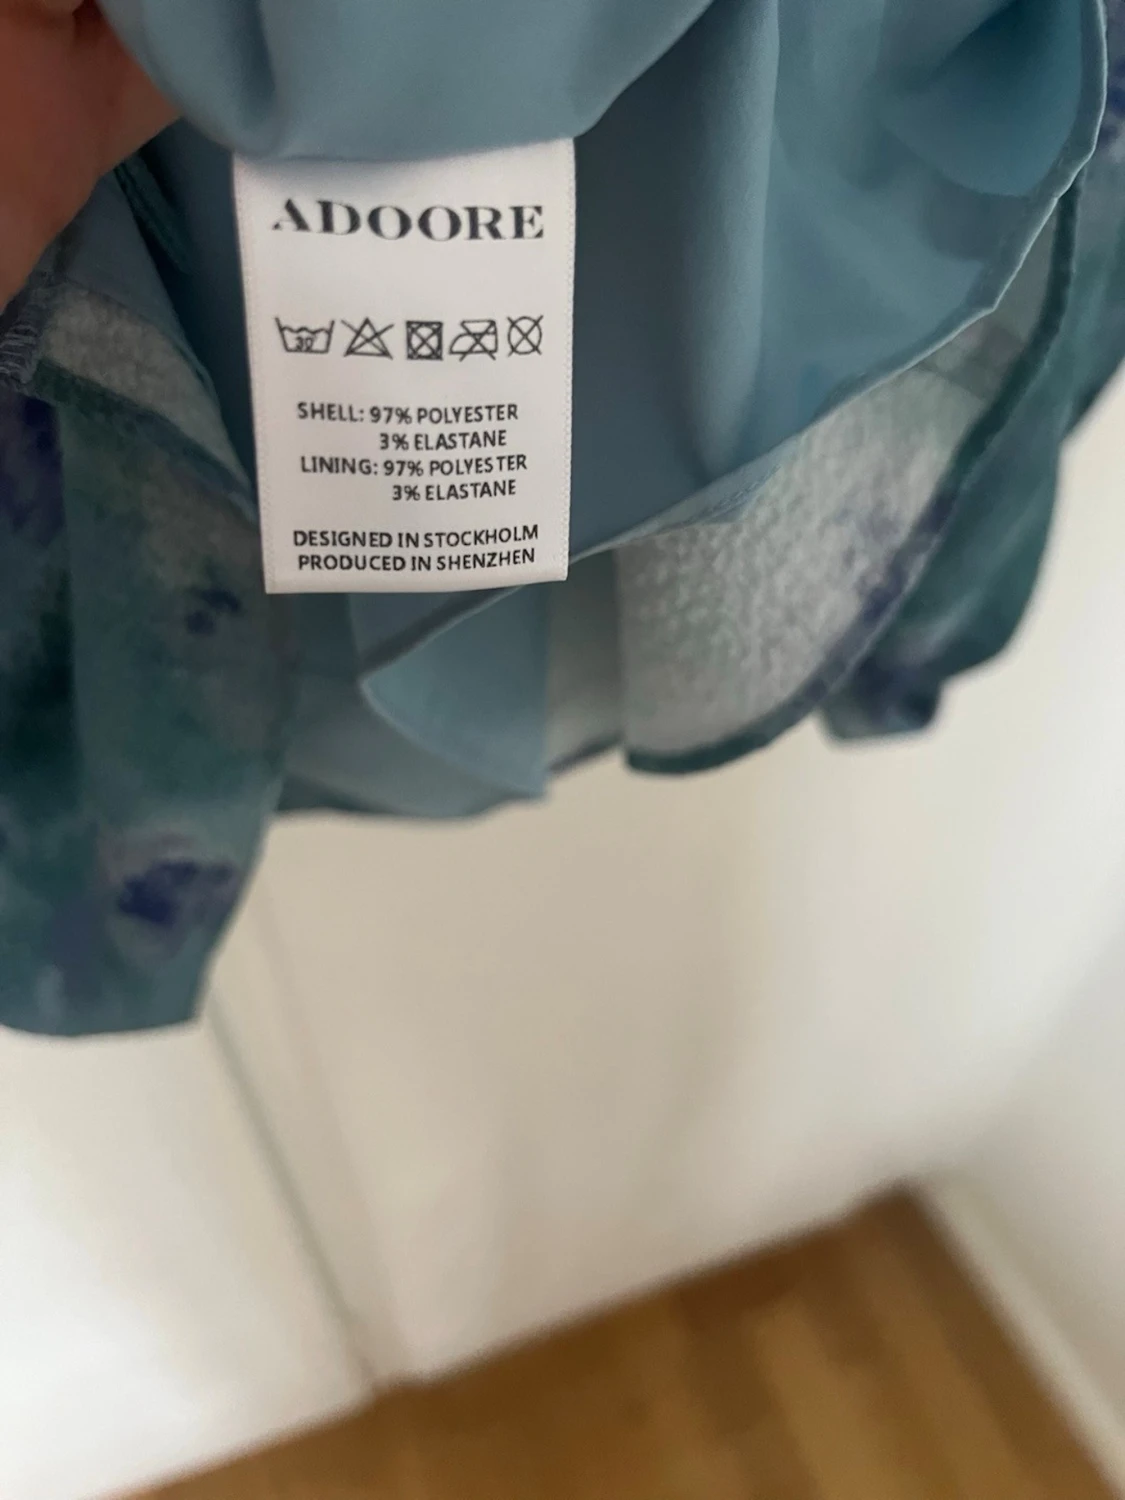 ADOORE
30
SHELL: 97% POLYESTER
3% ELASTANE
LINING: 97% POLYESTER
3% ELASTANE
DESIGNED IN STOCKHOLM
PRODUCED IN SHENZHEN